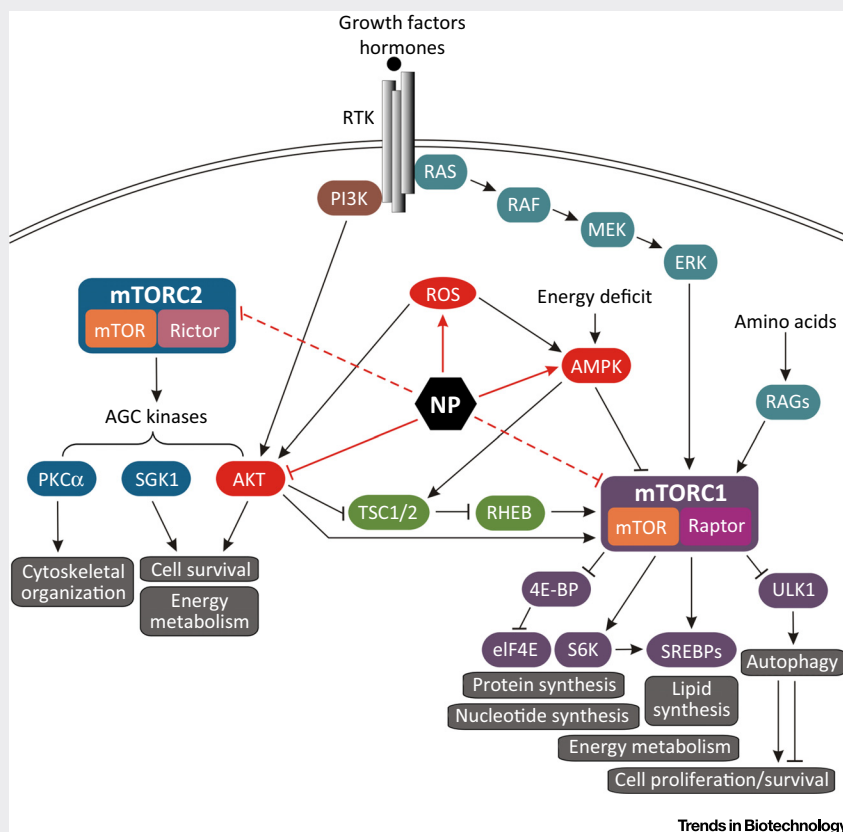 Growth factors
hormones
RTK
RAS
PI3K
RAF
MEK
ERK
mTORC2
mTOR
Rictor
ROS
Energy deficit
Amino acids
AMPK
RAGs
NP
AGC kinases
PKCα
SGK1
AKT
TSC1/2
RHEB
mTORC1
mTOR
Raptor
Cytoskeletal
organization
Cell survival
Energy
metabolism
4E-BP
ULK1
eIF4E
S6K
SREBPs
Autophagy
Protein synthesis
Nucleotide synthesis
Lipid
synthesis
Energy metabolism
Cell proliferation/survival
Trends in Biotechnology